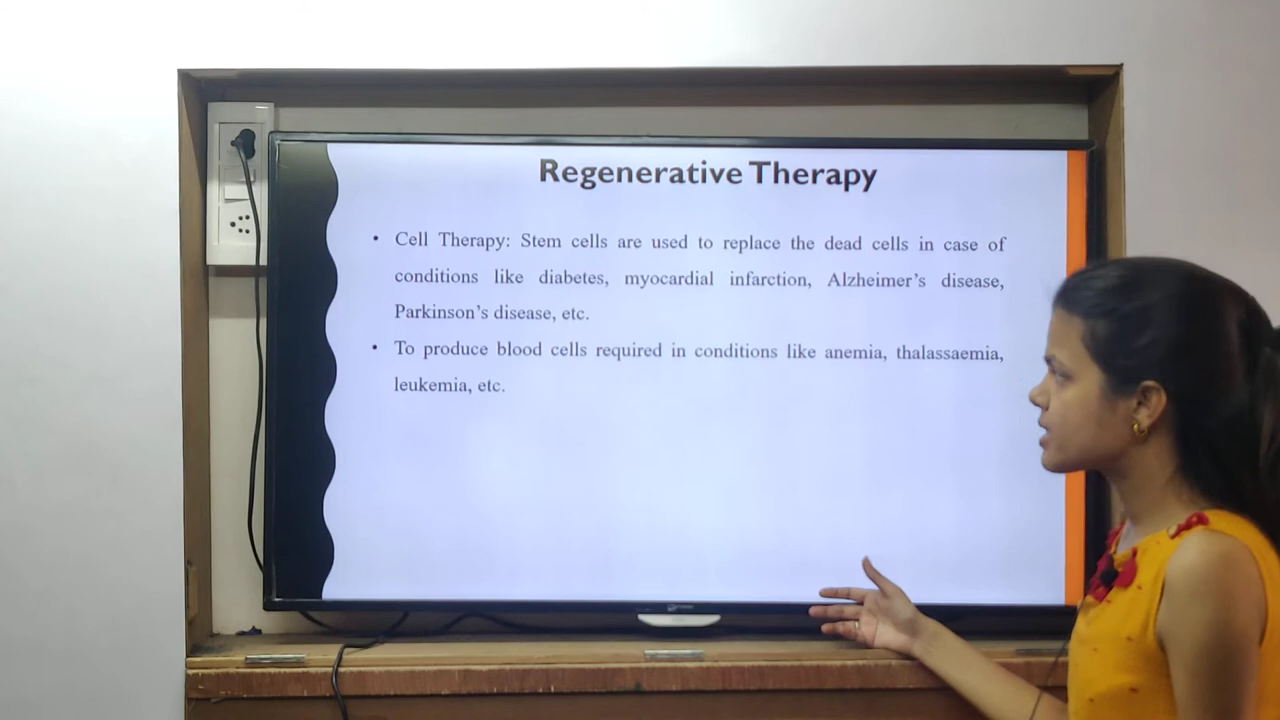 Regenerative Therapy
• Cell Therapy: Stem cells are used to replace the dead cells in case of
conditions like diabetes, myocardial infarction, Alzheimer’s disease,
Parkinson’s disease, etc.
• To produce blood cells required in conditions like anemia, thalassaemia,
leukemia, etc.